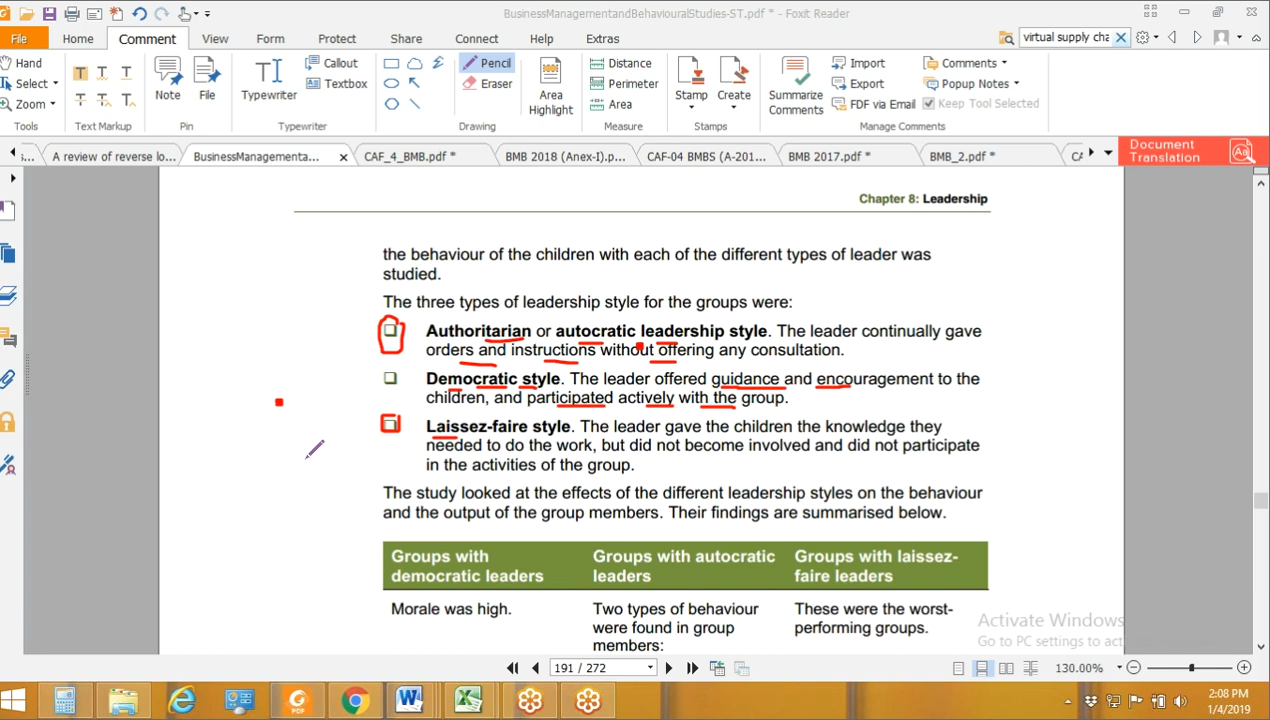 BusinessManagementandBehaviouralStudies-ST.pdf * - Foxit Reader
File Home Comment View Form Protect Share Connect Help Extras
virtual supply cha
Hand
Select
Zoom
Tools
Text Markup
Note
File
Pin
Typewriter
Callout
Textbox
Typewriter
Pencil
Eraser
Area
Highlight
Drawing
Distance
Perimeter
Area
Measure
Stamp
Create
Stamps
Summarize
Comments
Import
Export
FDF via Email
Comments
Popup Notes
Keep Tool Selected
Manage Comments
A review of reverse lo...
BusinessManagementa...
CAF_4_BMB.pdf *
BMB 2018 (Anex-I).p...
CAF-04 BMBS (A-201...
BMB 2017.pdf *
BMB_2.pdf *
Document
Translation
Chapter 8: Leadership
the behaviour of the children with each of the different types of leader was
studied.
The three types of leadership style for the groups were:
Authoritarian or autocratic leadership style. The leader continually gave
orders and instructions without offering any consultation.
Democratic style. The leader offered guidance and encouragement to the
children, and participated actively with the group.
Laissez-faire style. The leader gave the children the knowledge they
needed to do the work, but did not become involved and did not participate
in the activities of the group.
The study looked at the effects of the different leadership styles on the behaviour
and the output of the group members. Their findings are summarised below.
Groups with
democratic leaders
Groups with autocratic
leaders
Groups with laissez-
faire leaders
Morale was high.
Two types of behaviour
were found in group
members:
These were the worst-
performing groups.
Activate Windows
Go to PC settings to act
191 / 272
130.00%
2:08 PM
1/4/2019